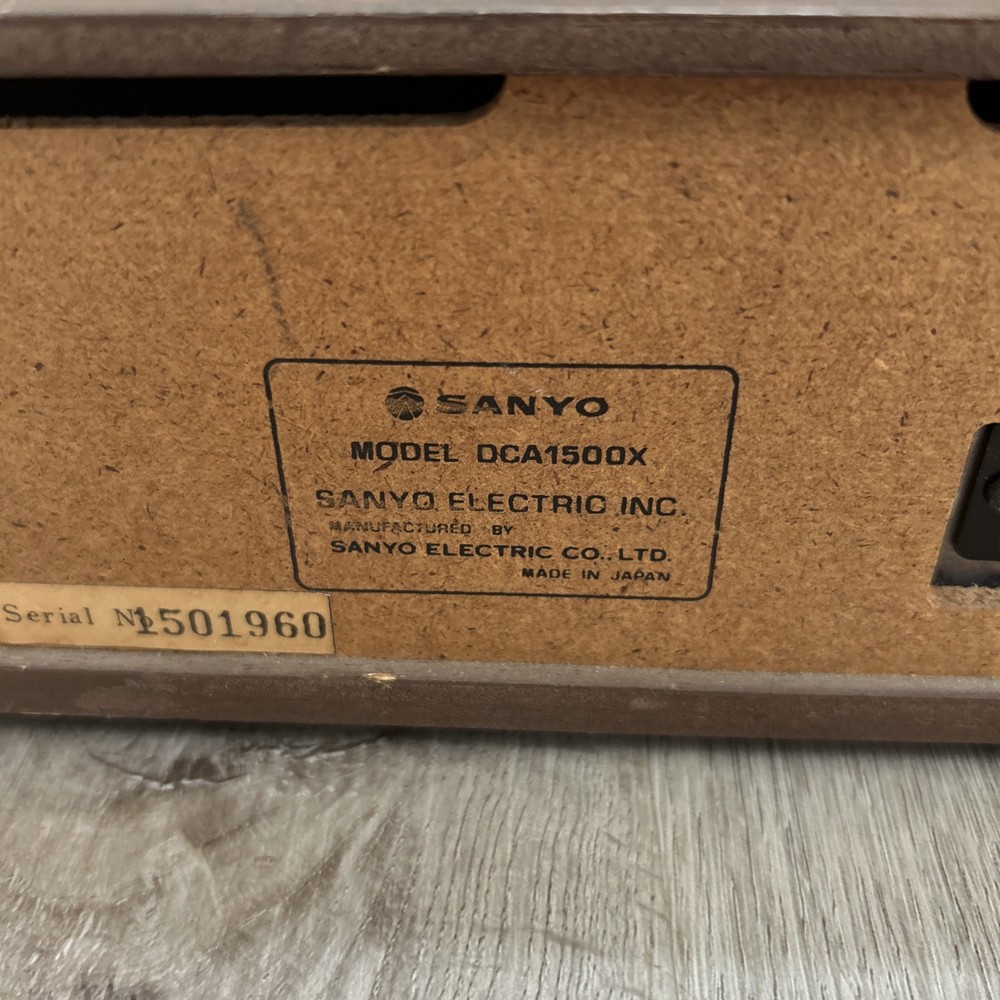 SANYO
MODEL DCA1500X
SANYO ELECTRIC INC.
MANUFACTURED BY
SANYO ELECTRIC CO., LTD.
MADE IN JAPAN
Serial No 1501960